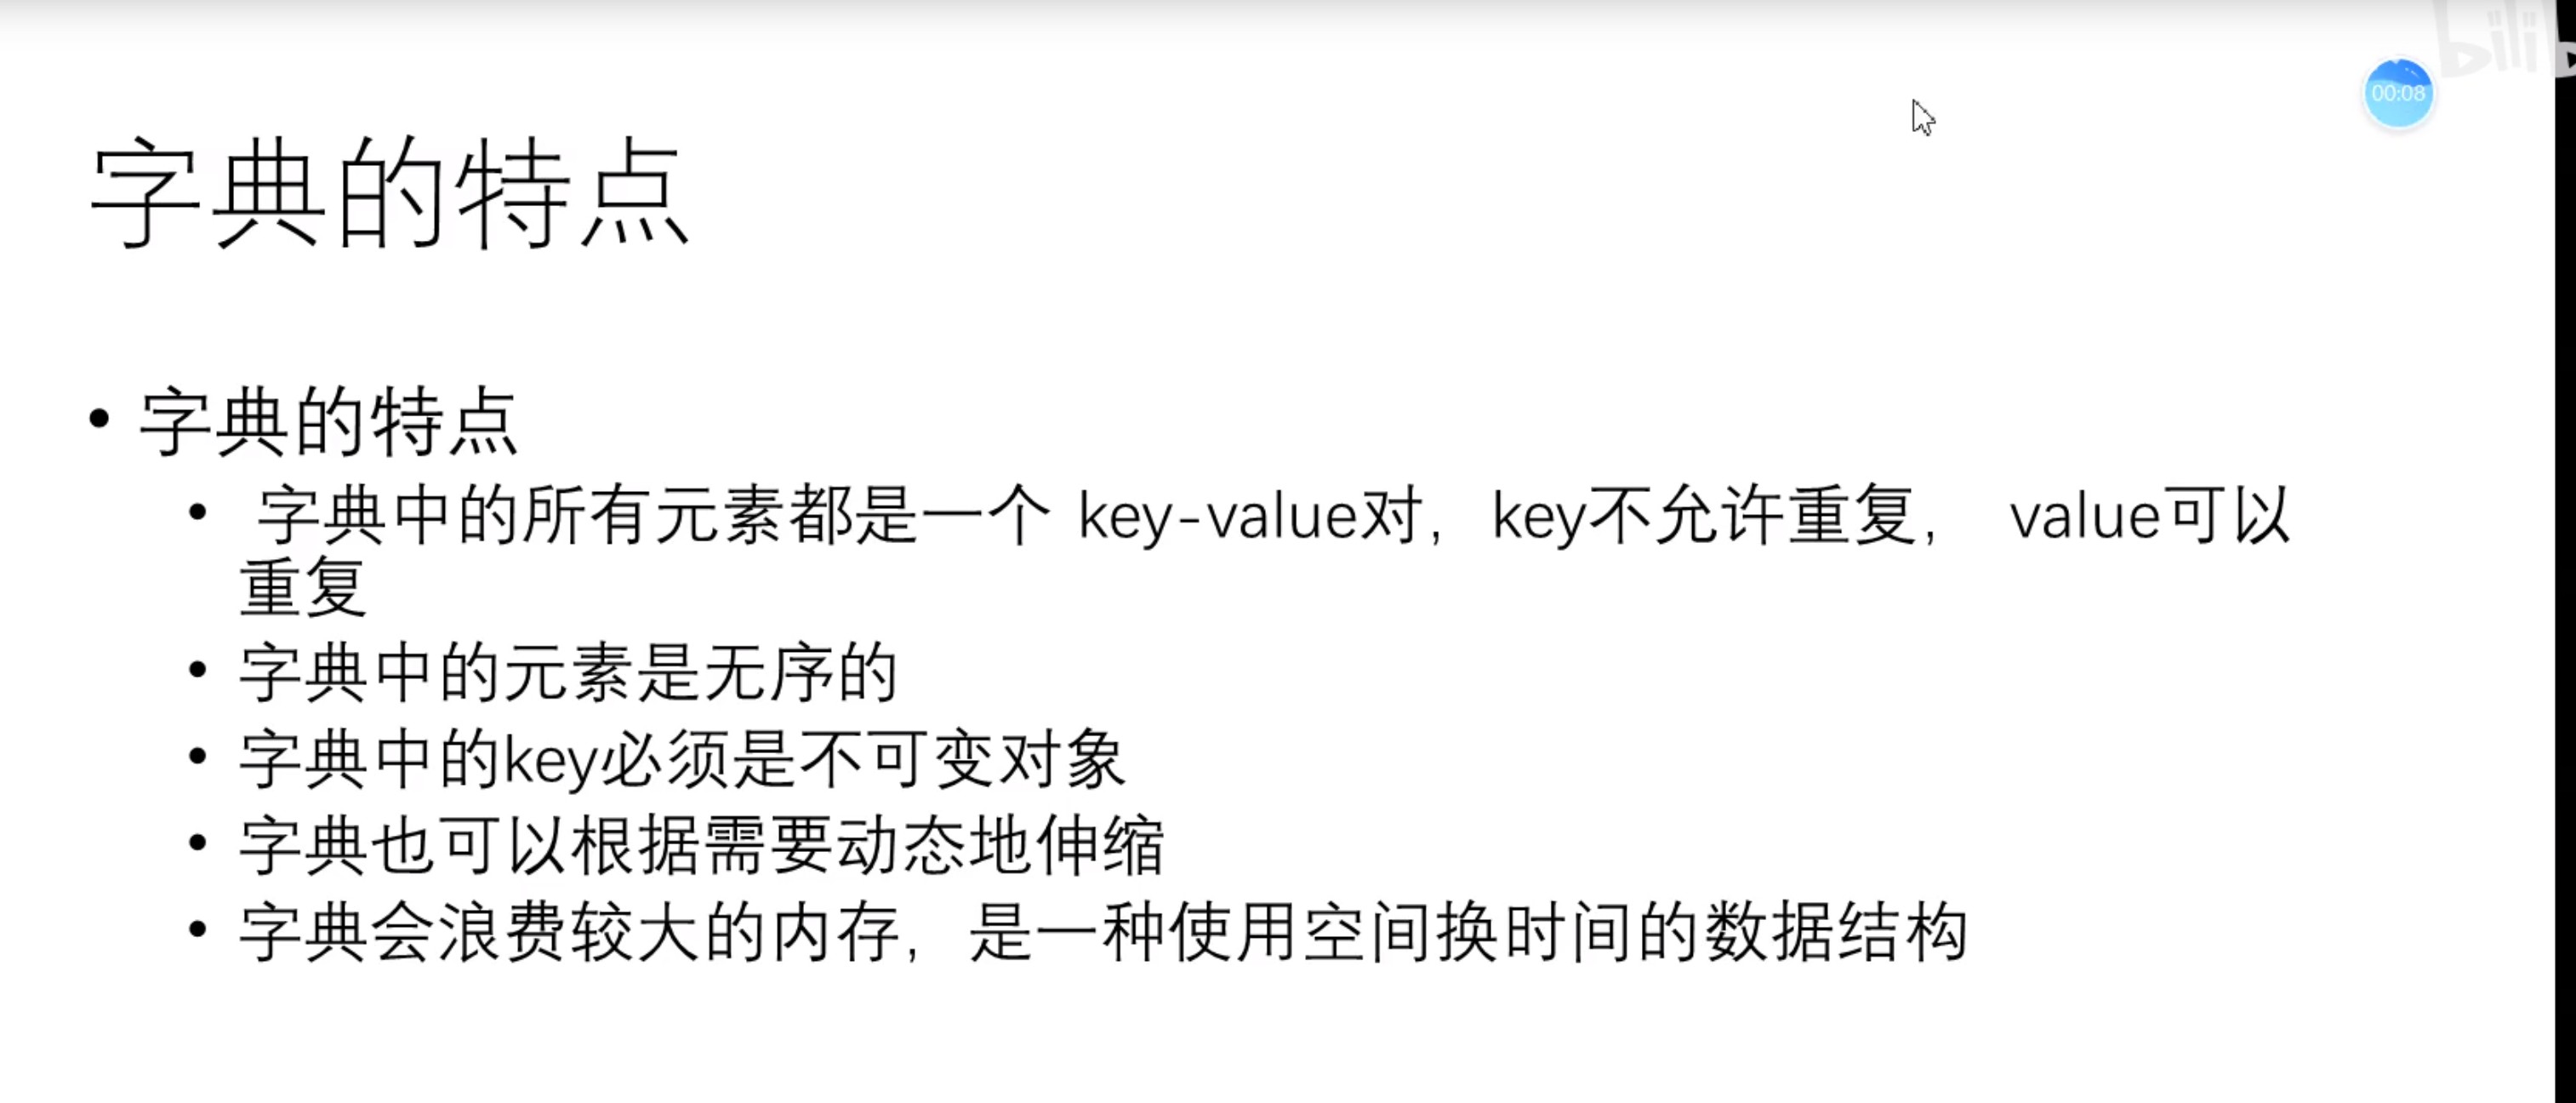 bili
00:08
字典的特点
• 字典的特点
• 字典中的所有元素都是一个 key-value对，key不允许重复， value可以
重复
• 字典中的元素是无序的
• 字典中的key必须是不可变对象
• 字典也可以根据需要动态地伸缩
• 字典会浪费较大的内存，是一种使用空间换时间的数据结构